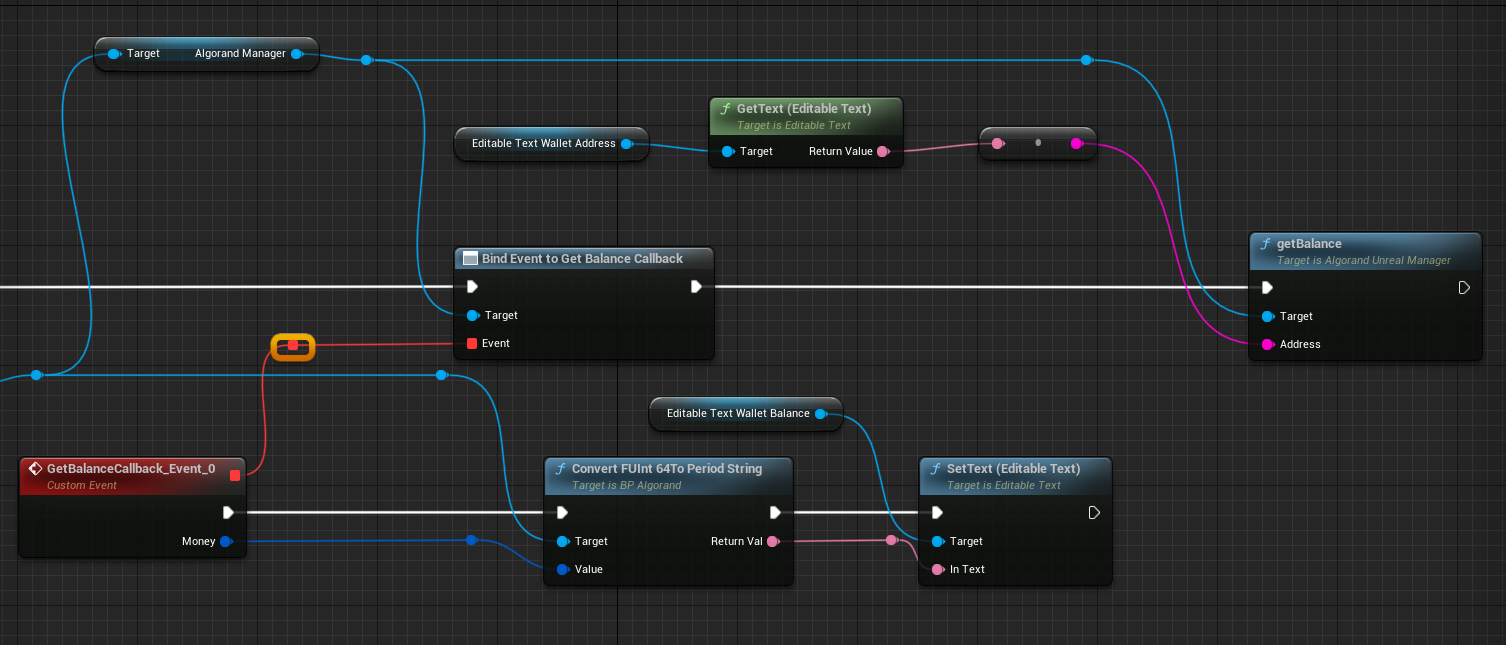 Target Algorand Manager
GetText (Editable Text)
Target is Editable Text
Editable Text Wallet Address
Target Return Value
getBalance
Target is Algorand Unreal Manager
Target
Address
Bind Event to Get Balance Callback
Target
Event
Editable Text Wallet Balance
GetBalanceCallback_Event_0
Custom Event
Money
Convert FUInt 64To Period String
Target is BP Algorand
Target Return Val
Value
SetText (Editable Text)
Target is Editable Text
Target
In Text